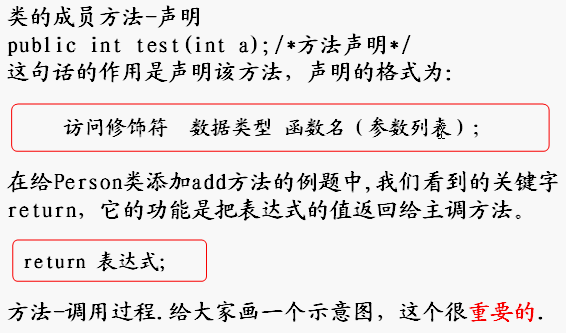 类的成员方法-声明
public int test(int a);/*方法声明*/
这句话的作用是声明该方法，声明的格式为：
访问修饰符 数据类型 函数名（参数列表）;
在给Person类添加add方法的例题中,我们看到的关键字
return，它的功能是把表达式的值返回给主调方法。
return 表达式;
方法-调用过程.给大家画一个示意图，这个很重要的.